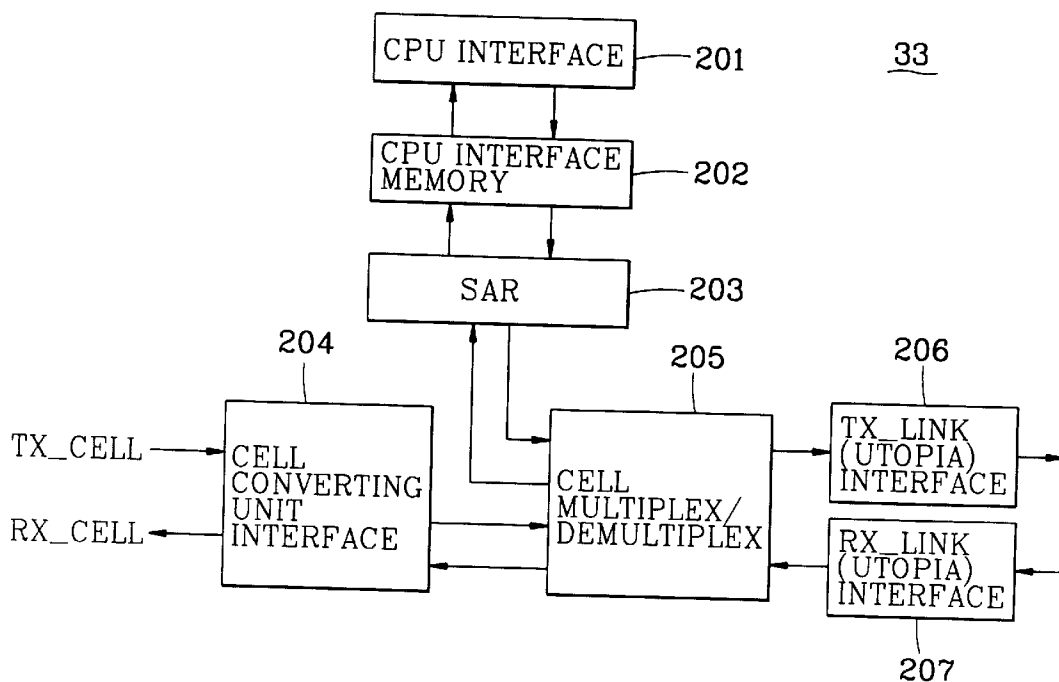 CPU INTERFACE
201
33
CPU INTERFACE
MEMORY
202
SAR
203
204
205
206
TX_CELL
RX_CELL
CELL
CONVERTING
UNIT
INTERFACE
CELL
MULTIPLEX/
DEMULTIPLEX
TX_LINK
(UTOPIA)
INTERFACE
RX_LINK
(UTOPIA)
INTERFACE
207